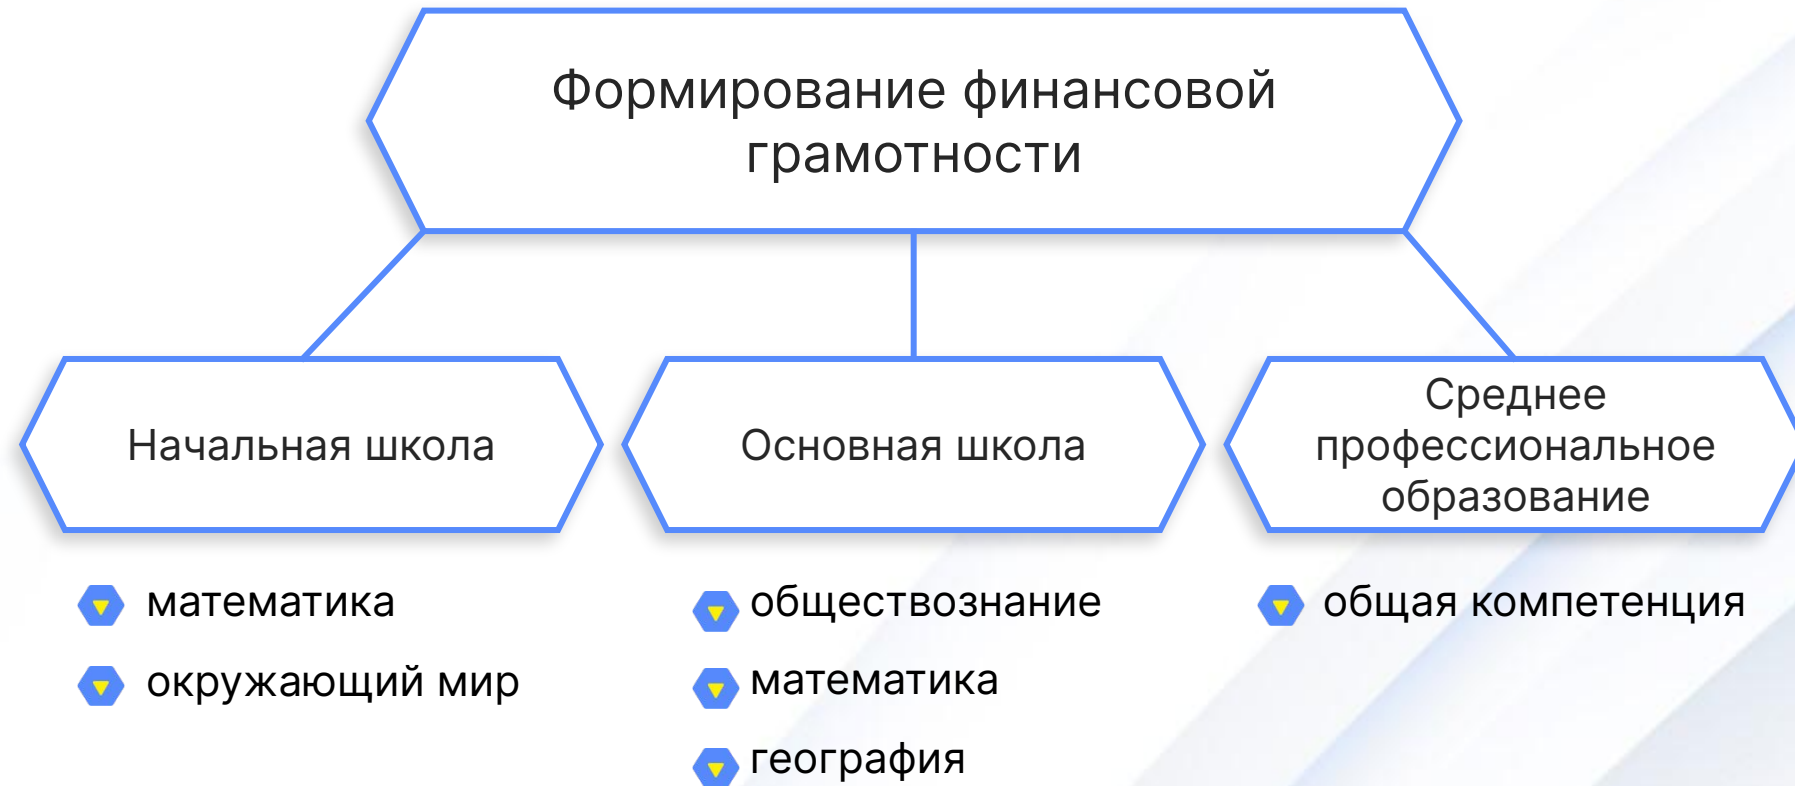 Формирование финансовой
грамотности
Начальная школа
Основная школа
Среднее
профессиональное
образование
математика
окружающий мир
обществознание
математика
география
общая компетенция